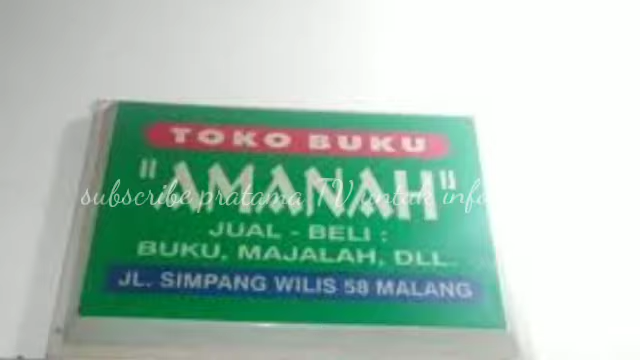 TOKO BUKU
"AMANAH"
subscribe pratama TV untuk info
JUAL - BELI :
BUKU, MAJALAH, DLL.
JL. SIMPANG WILIS 58 MALANG